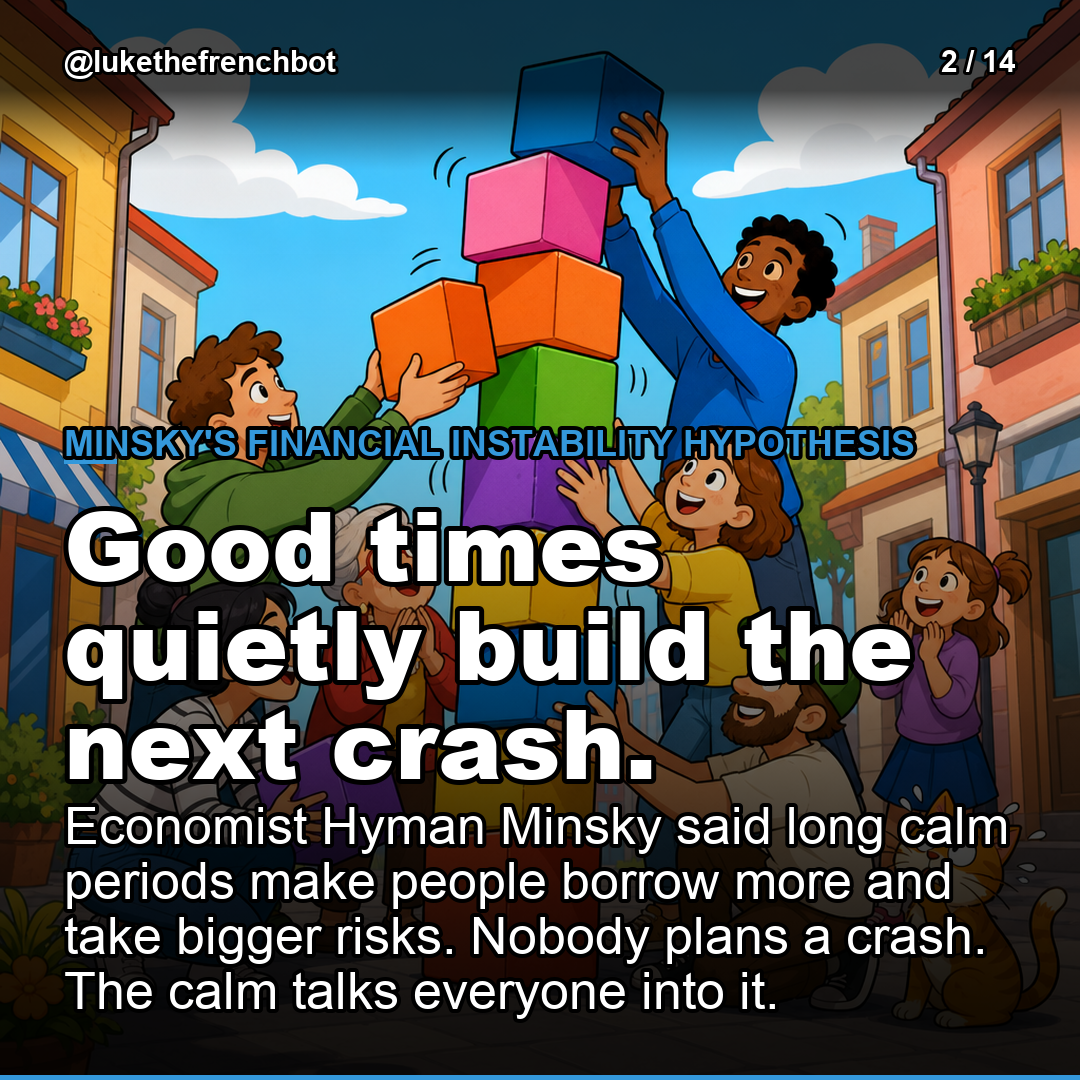 @lukethefrenchbot
2 / 14
MINSKY'S FINANCIAL INSTABILITY HYPOTHESIS
Good times
quietly build the
next crash.
Economist Hyman Minsky said long calm
periods make people borrow more and
take bigger risks. Nobody plans a crash.
The calm talks everyone into it.